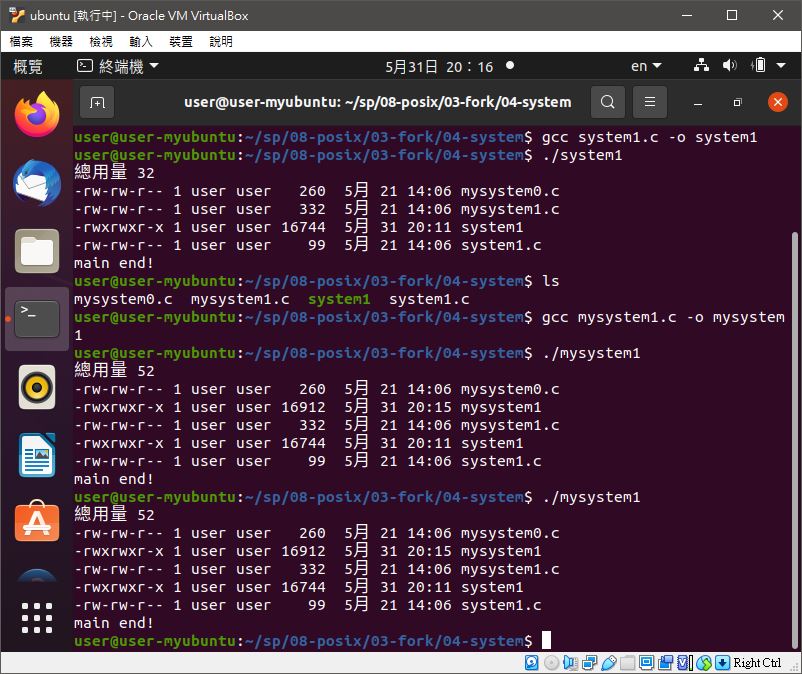 ubuntu [執行中] - Oracle VM VirtualBox
檔案 機器 檢視 輸入 裝置 說明
概覽 終端機 5月31日 20：16 en
user@user-myubuntu: ~/sp/08-posix/03-fork/04-system
user@user-myubuntu:~/sp/08-posix/03-fork/04-system$ gcc system1.c -o system1
user@user-myubuntu:~/sp/08-posix/03-fork/04-system$ ./system1
總用量 32
-rw-rw-r-- 1 user user   260  5月 21 14:06 mysystem0.c
-rw-rw-r-- 1 user user   332  5月 21 14:06 mysystem1.c
-rwxrwxr-x 1 user user 16744  5月 31 20:11 system1
-rw-rw-r-- 1 user user    99  5月 21 14:06 system1.c
main end!
user@user-myubuntu:~/sp/08-posix/03-fork/04-system$ ls
mysystem0.c  mysystem1.c  system1  system1.c
user@user-myubuntu:~/sp/08-posix/03-fork/04-system$ gcc mysystem1.c -o mysystem
1
user@user-myubuntu:~/sp/08-posix/03-fork/04-system$ ./mysystem1
總用量 52
-rw-rw-r-- 1 user user   260  5月 21 14:06 mysystem0.c
-rwxrwxr-x 1 user user 16912  5月 31 20:15 mysystem1
-rw-rw-r-- 1 user user   332  5月 21 14:06 mysystem1.c
-rwxrwxr-x 1 user user 16744  5月 31 20:11 system1
-rw-rw-r-- 1 user user    99  5月 21 14:06 system1.c
main end!
user@user-myubuntu:~/sp/08-posix/03-fork/04-system$ ./mysystem1
總用量 52
-rw-rw-r-- 1 user user   260  5月 21 14:06 mysystem0.c
-rwxrwxr-x 1 user user 16912  5月 31 20:15 mysystem1
-rw-rw-r-- 1 user user   332  5月 21 14:06 mysystem1.c
-rwxrwxr-x 1 user user 16744  5月 31 20:11 system1
-rw-rw-r-- 1 user user    99  5月 21 14:06 system1.c
main end!
user@user-myubuntu:~/sp/08-posix/03-fork/04-system$
Right Ctrl